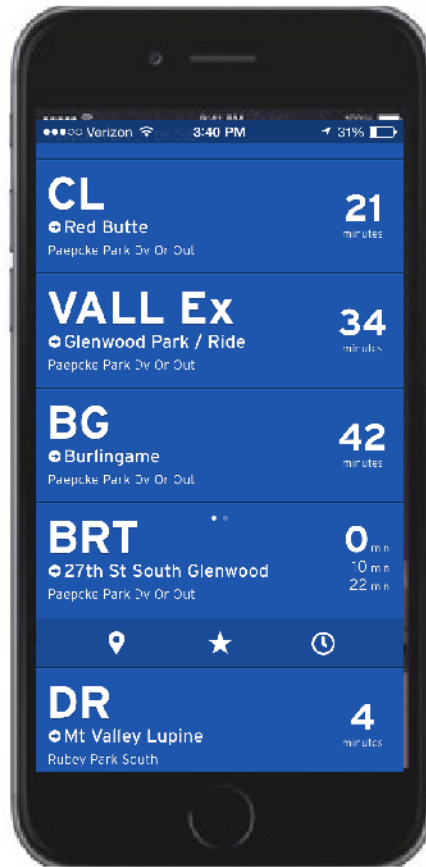 Verizon 3:40 PM 31%
CL
Red Butte
Paepcke Park Dv Or Out
21
minutes
VALL Ex
Glenwood Park / Ride
Paepcke Park Dv Or Out
34
minutes
BG
Burlingame
Paepcke Park Dv Or Out
42
minutes
BRT
27th St South Glenwood
Paepcke Park Dv Or Out
0 min
10 min
22 min
DR
Mt Valley Lupine
Rubey Park South
4
minutes